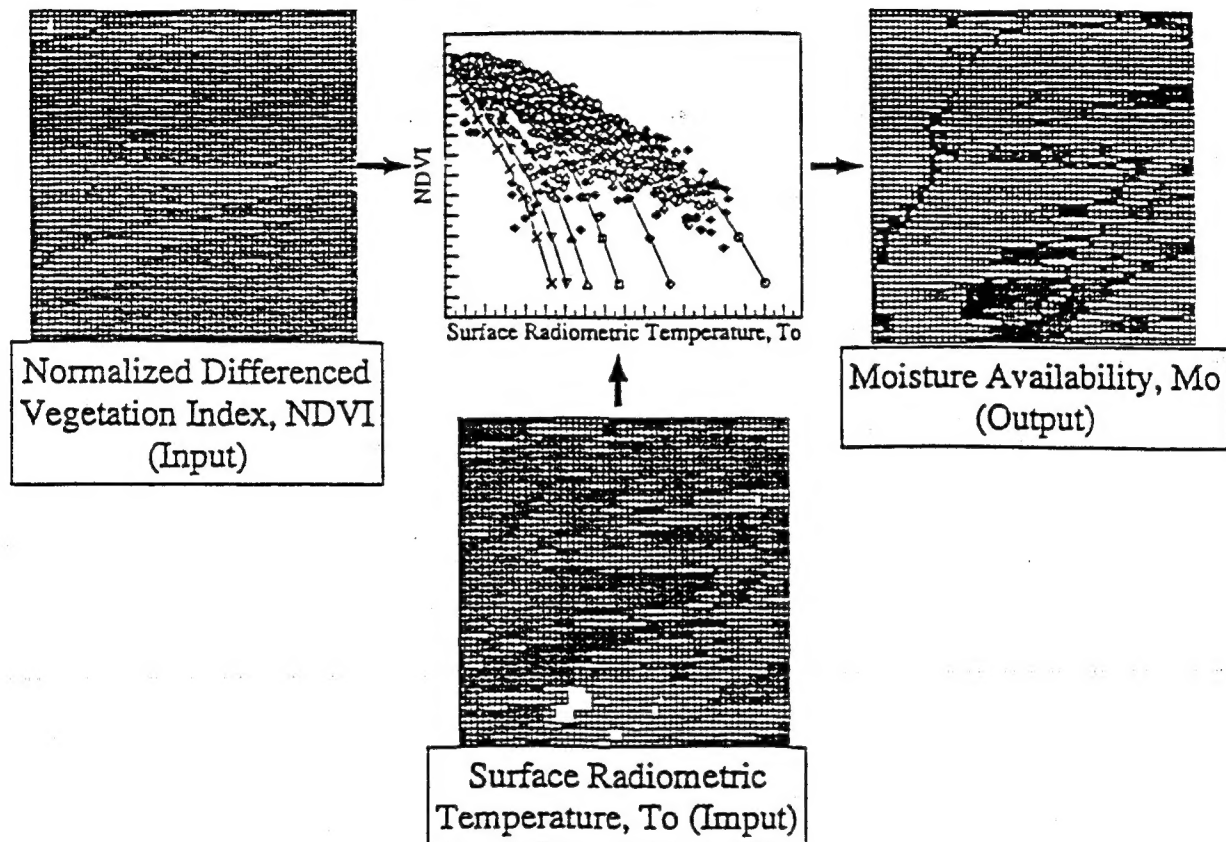 NDVI
Surface Radiometric Temperature, To
Normalized Differenced
Vegetation Index, NDVI
(Input)
Moisture Availability, Mo
(Output)
Surface Radiometric
Temperature, To (Imput)